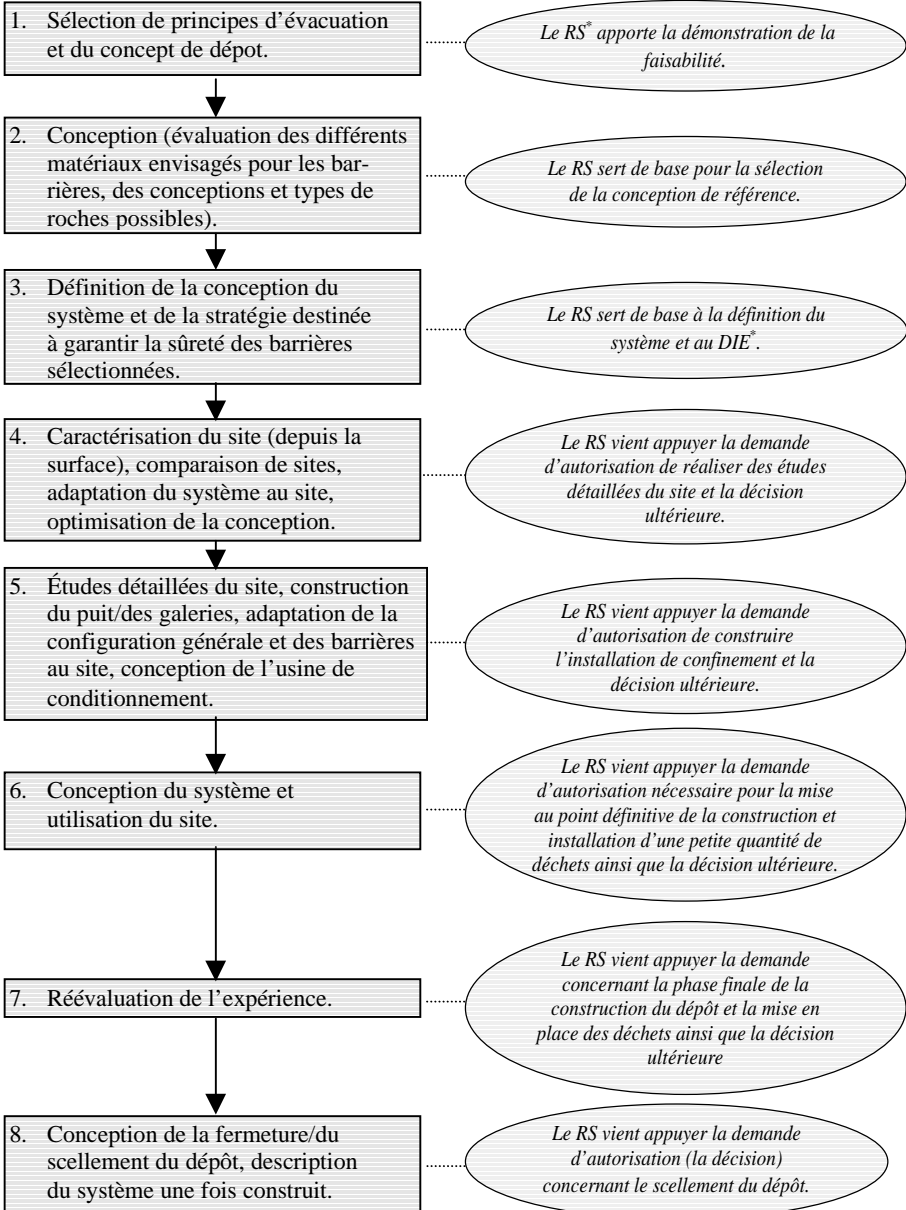 1. Sélection de principes d'évacuation
et du concept de dépot.
Le RS* apporte la démonstration de la
faisabilité.
2. Conception (évaluation des différents
matériaux envisagés pour les bar-
rières, des conceptions et types de
roches possibles).
Le RS sert de base pour la sélection
de la conception de référence.
3. Définition de la conception du
système et de la stratégie destinée
à garantir la sûreté des barrières
sélectionnées.
Le RS sert de base à la définition du
système et au DIE*.
4. Caractérisation du site (depuis la
surface), comparaison de sites,
adaptation du système au site,
optimisation de la conception.
Le RS vient appuyer la demande
d'autorisation de réaliser des études
détaillées du site et la décision
ultérieure.
5. Études détaillées du site, construction
du puit/des galeries, adaptation de la
configuration générale et des barrières
au site, conception de l'usine de
conditionnement.
Le RS vient appuyer la demande
d'autorisation de construire
l'installation de confinement et la
décision ultérieure.
6. Conception du système et
utilisation du site.
Le RS vient appuyer la demande
d'autorisation nécessaire pour la mise
au point définitive de la construction et
installation d'une petite quantité de
déchets ainsi que la décision ultérieure.
7. Réévaluation de l'expérience.
Le RS vient appuyer la demande
concernant la phase finale de la
construction du dépôt et la mise en
place des déchets ainsi que la décision
ultérieure
8. Conception de la fermeture/du
scellement du dépôt, description
du système une fois construit.
Le RS vient appuyer la demande
d'autorisation (la décision)
concernant le scellement du dépôt.